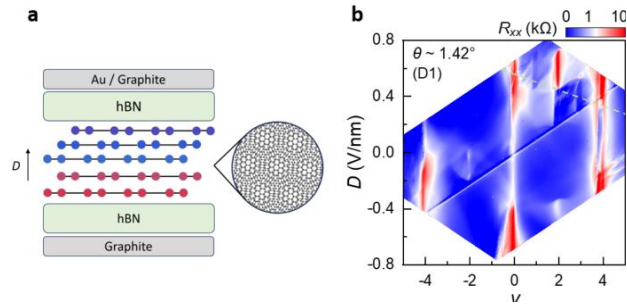 a
Au / Graphite
hBN
D
hBN
Graphite
b
R_xx (kΩ)
0 1 10
θ ~ 1.42°
(D1)
D (V/nm)
0.8
0.4
0.0
-0.4
-0.8
-4 -2 0 2 4
ν